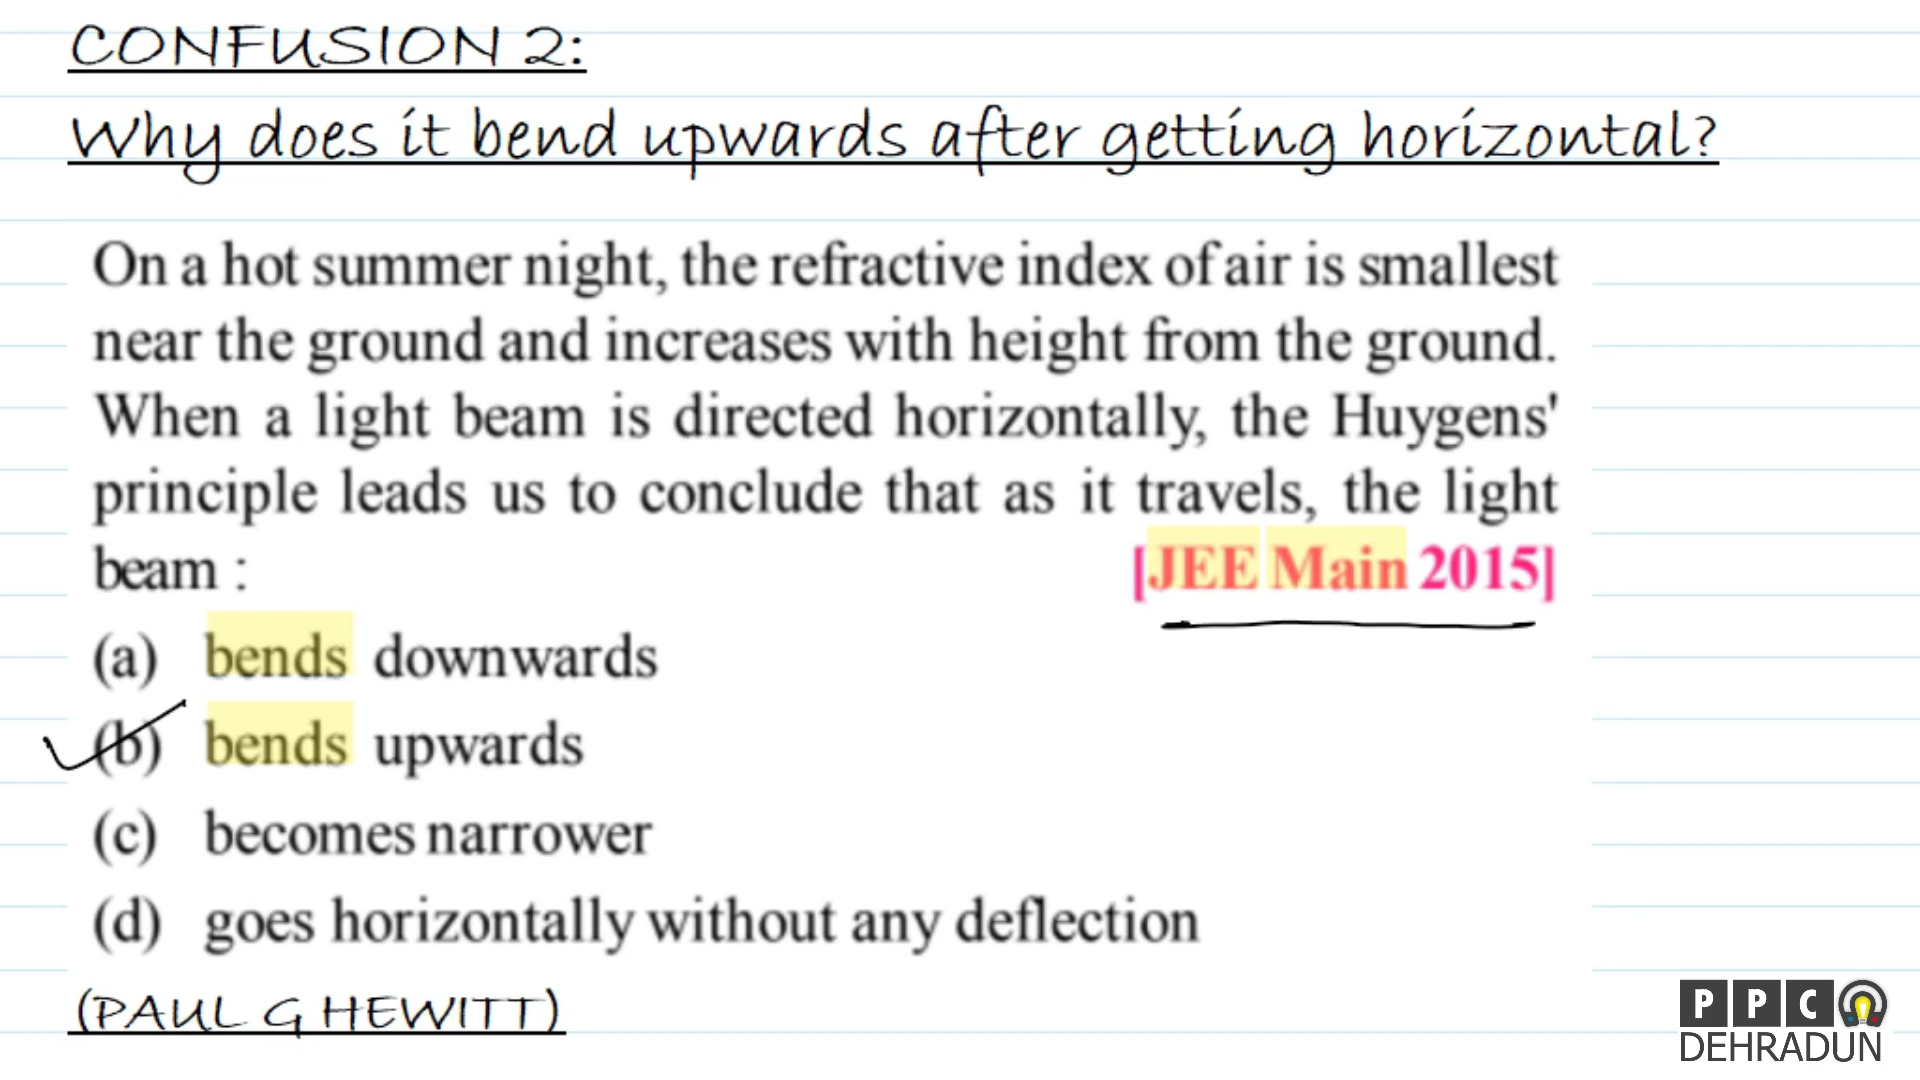 CONFUSION 2:
Why does it bend upwards after getting horizontal?
On a hot summer night, the refractive index of air is smallest
near the ground and increases with height from the ground.
When a light beam is directed horizontally, the Huygens'
principle leads us to conclude that as it travels, the light
beam : [JEE Main 2015]
(a) bends downwards
(b) bends upwards
(c) becomes narrower
(d) goes horizontally without any deflection
(PAUL G HEWITT)
PPC
DEHRADUN